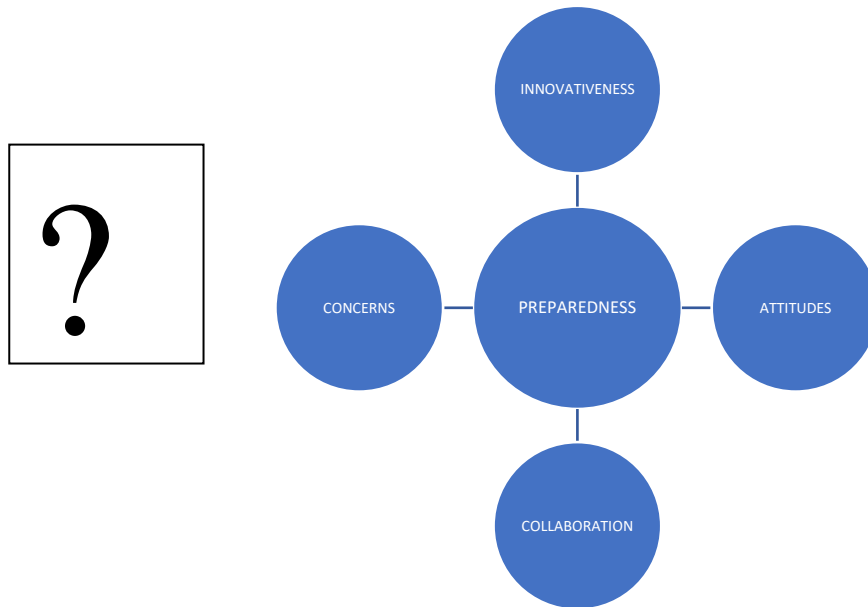 INNOVATIVENESS
?
CONCERNS
PREPAREDNESS
ATTITUDES
COLLABORATION